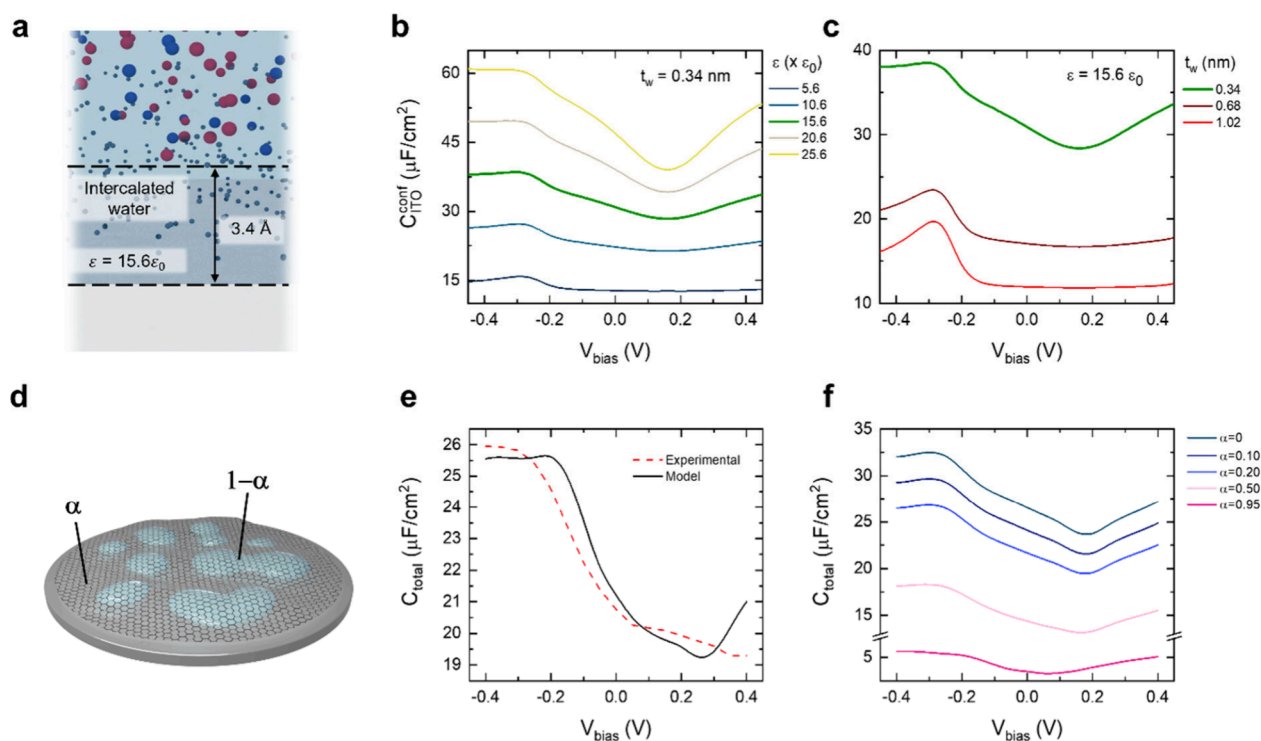 a
Intercalated
water
3.4 Å
ε = 15.6ε0
b
C_ITO^conf (μF/cm²)
60
45
30
15
-0.4 -0.2 0.0 0.2 0.4
V_bias (V)
t_w = 0.34 nm
ε (x ε0)
5.6
10.6
15.6
20.6
25.6
c
40
30
20
10
-0.4 -0.2 0.0 0.2 0.4
V_bias (V)
ε = 15.6 ε0
t_w (nm)
0.34
0.68
1.02
d
α
1−α
e
C_total (μF/cm²)
26
25
24
23
22
21
20
19
-0.4 -0.2 0.0 0.2 0.4
V_bias (V)
Experimental
Model
f
C_total (μF/cm²)
35
30
25
20
15
5
-0.4 -0.2 0.0 0.2 0.4
V_bias (V)
α=0
α=0.10
α=0.20
α=0.50
α=0.95